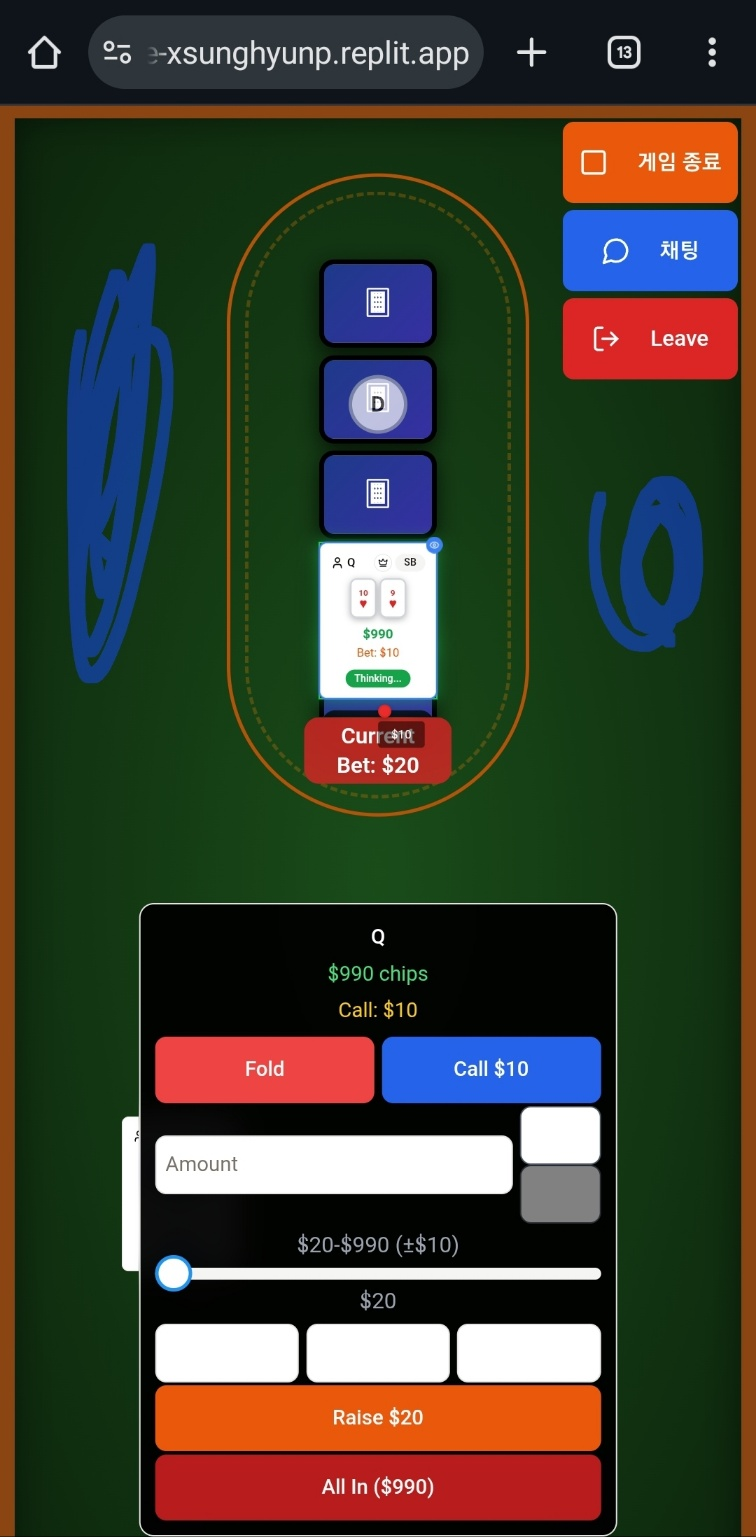 e-xsunghyunp.replit.app
13
게임 종료
채팅
Leave
D
Q
SB
10
9
$990
Bet: $10
Thinking...
Current
$10
Bet: $20
Q
$990 chips
Call: $10
Fold
Call $10
Amount
$20-$990 (±$10)
$20
Raise $20
All In ($990)